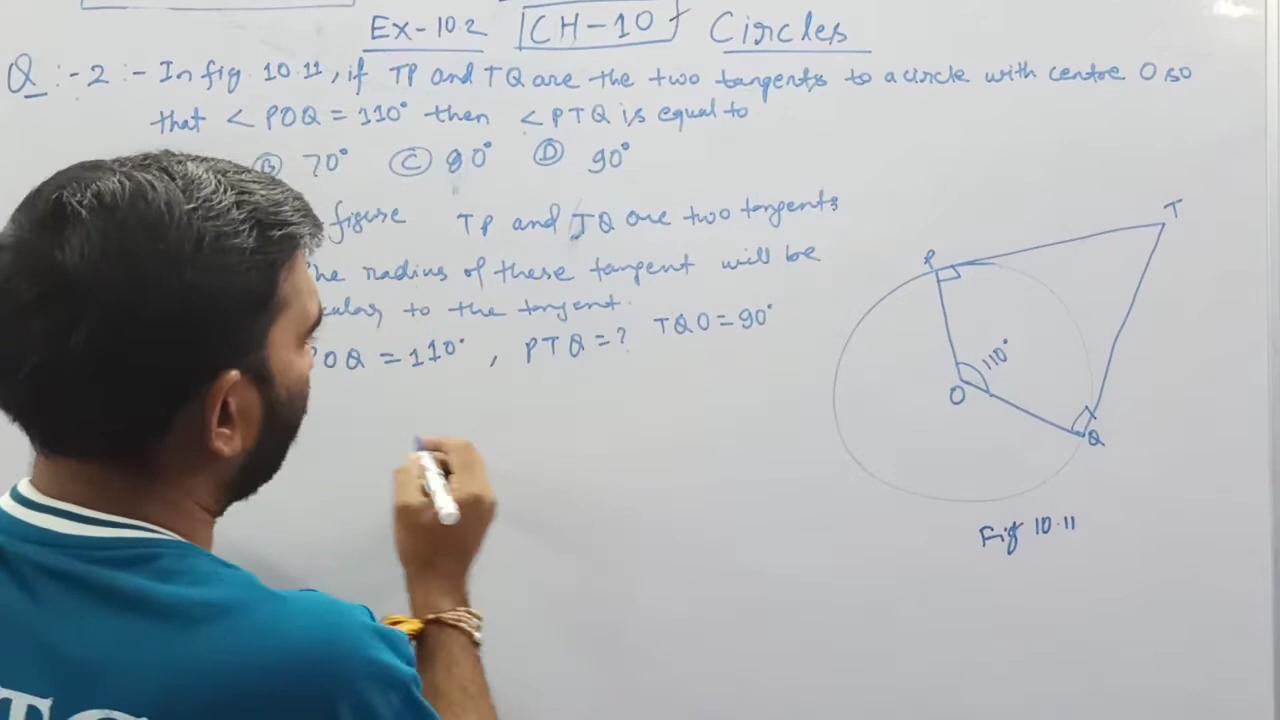 Ex-10.2 CH-10 Circles
Q:-2:- In fig 10.11, if TP and TQ are the two tangents to a circle with centre O so
that <POQ = 110° then <PTQ is equal to
B 70° C 80° D 90°
figure TP and TQ are two tangents
the radius of these tangent will be
to the tangent.
POQ = 110°, PTQ = ? TQO = 90°
T
P
110°
O
Q
Fig 10.11